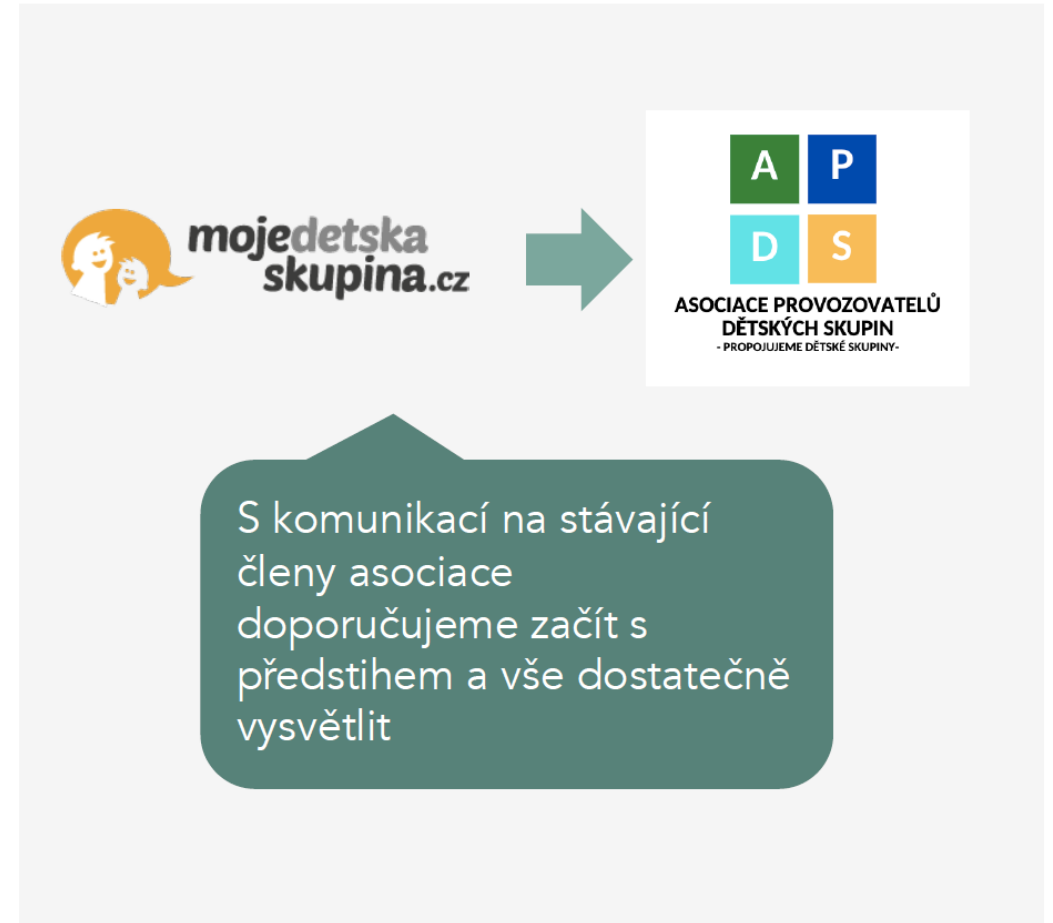 mojedetska
skupina.cz
A P
D S
ASOCIACE PROVOZOVATELŮ
DĚTSKÝCH SKUPIN
- PROPOJUJEME DĚTSKÉ SKUPINY-
S komunikací na stávající
členy asociace
doporučujeme začít s
předstihem a vše dostatečně
vysvětlit